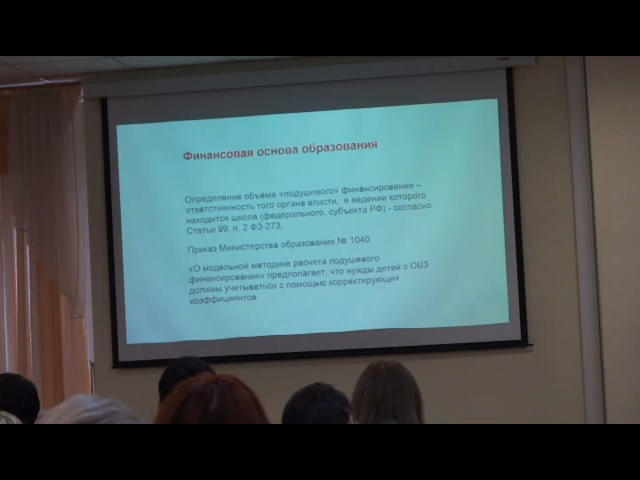 Финансовая основа образования
Определение объема «подушевого» финансирования –
ответственность того органа власти, в ведении которого
находится школа (федерального, субъекта РФ) - согласно
Статьи 99, п. 2 ФЗ-273,
Приказ Министерства образования № 1040
«О модельной методике расчета подушевого
финансирования» предполагает, что нужды детей с ОВЗ
должны учитываться с помощью корректирующих
коэффициентов